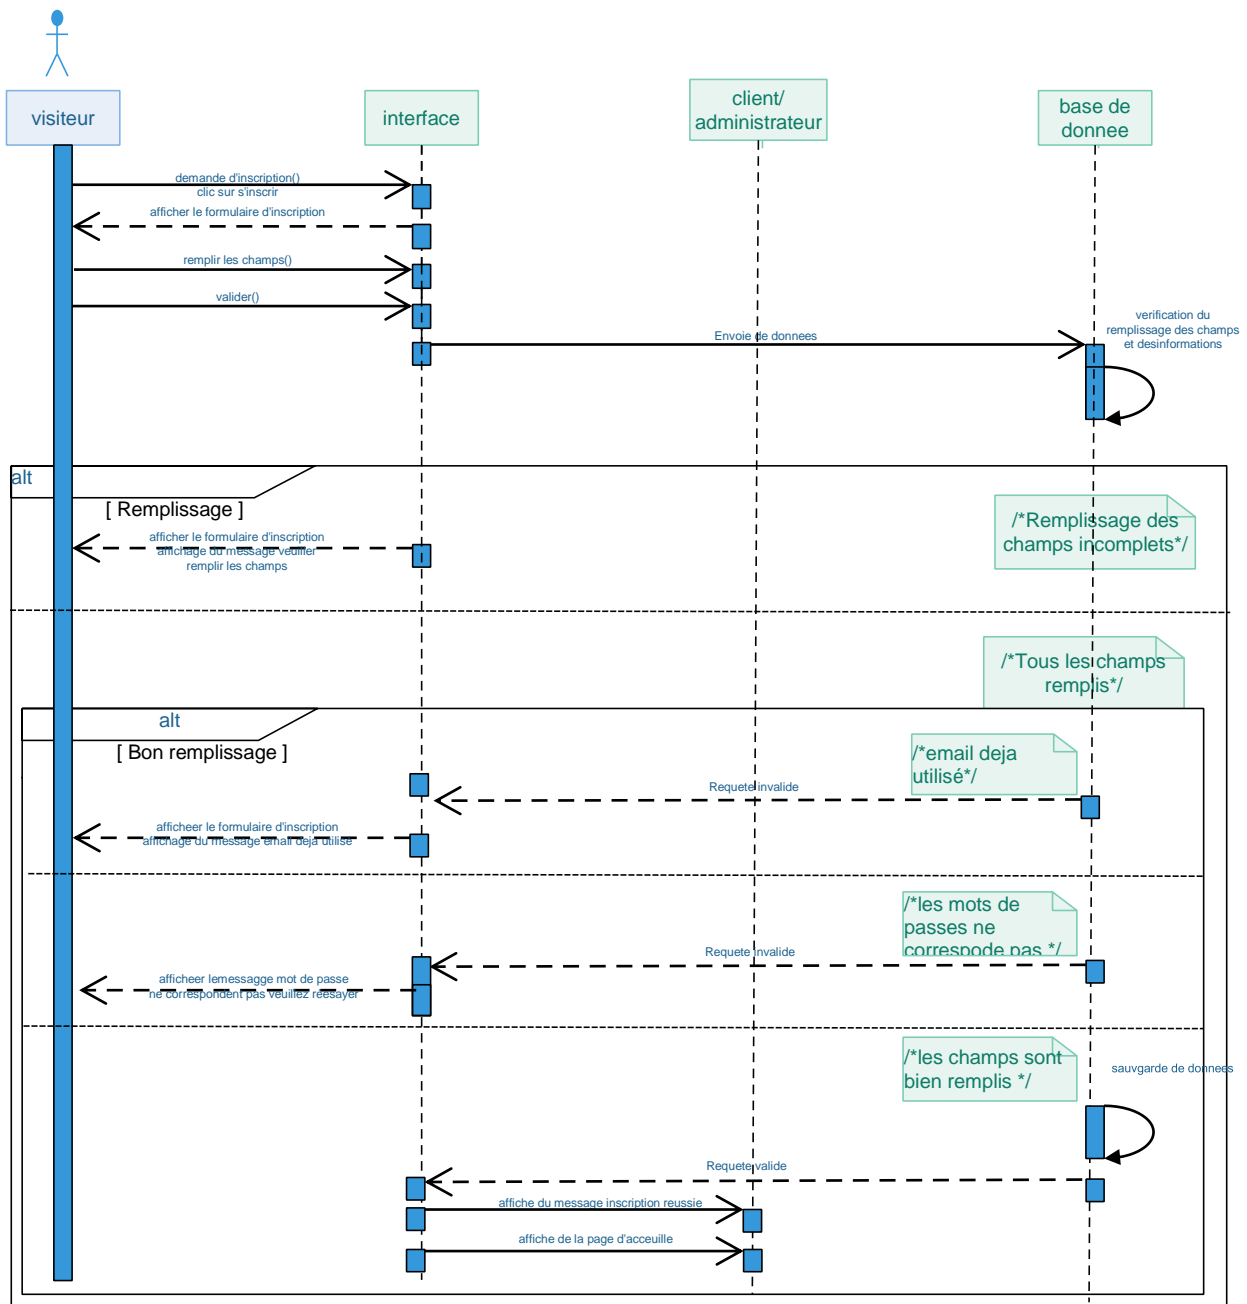 visiteur
interface
client/
administrateur
base de
donnee
demande d'inscription()
clic sur s'inscrir
afficher le formulaire d'inscription
remplir les champs()
valider()
Envoie de donnees
verification du
remplissage des champs
et desinformations
alt
[ Remplissage ]
/*Remplissage des
champs incomplets*/
afficher le formulaire d'inscription
affichage du message veuiller
remplir les champs
/*Tous les champs
remplis*/
alt
[ Bon remplissage ]
/*email deja
utilisé*/
Requete invalide
afficheer le formulaire d'inscription
affichage du message email deja utilise
/*les mots de
passes ne
correspode pas */
Requete invalide
afficheer lemessagge mot de passe
ne correspondent pas veuillez reesayer
/*les champs sont
bien remplis */
sauvgarde de donnees
Requete valide
affiche du message inscription reussie
affiche de la page d'acceuille